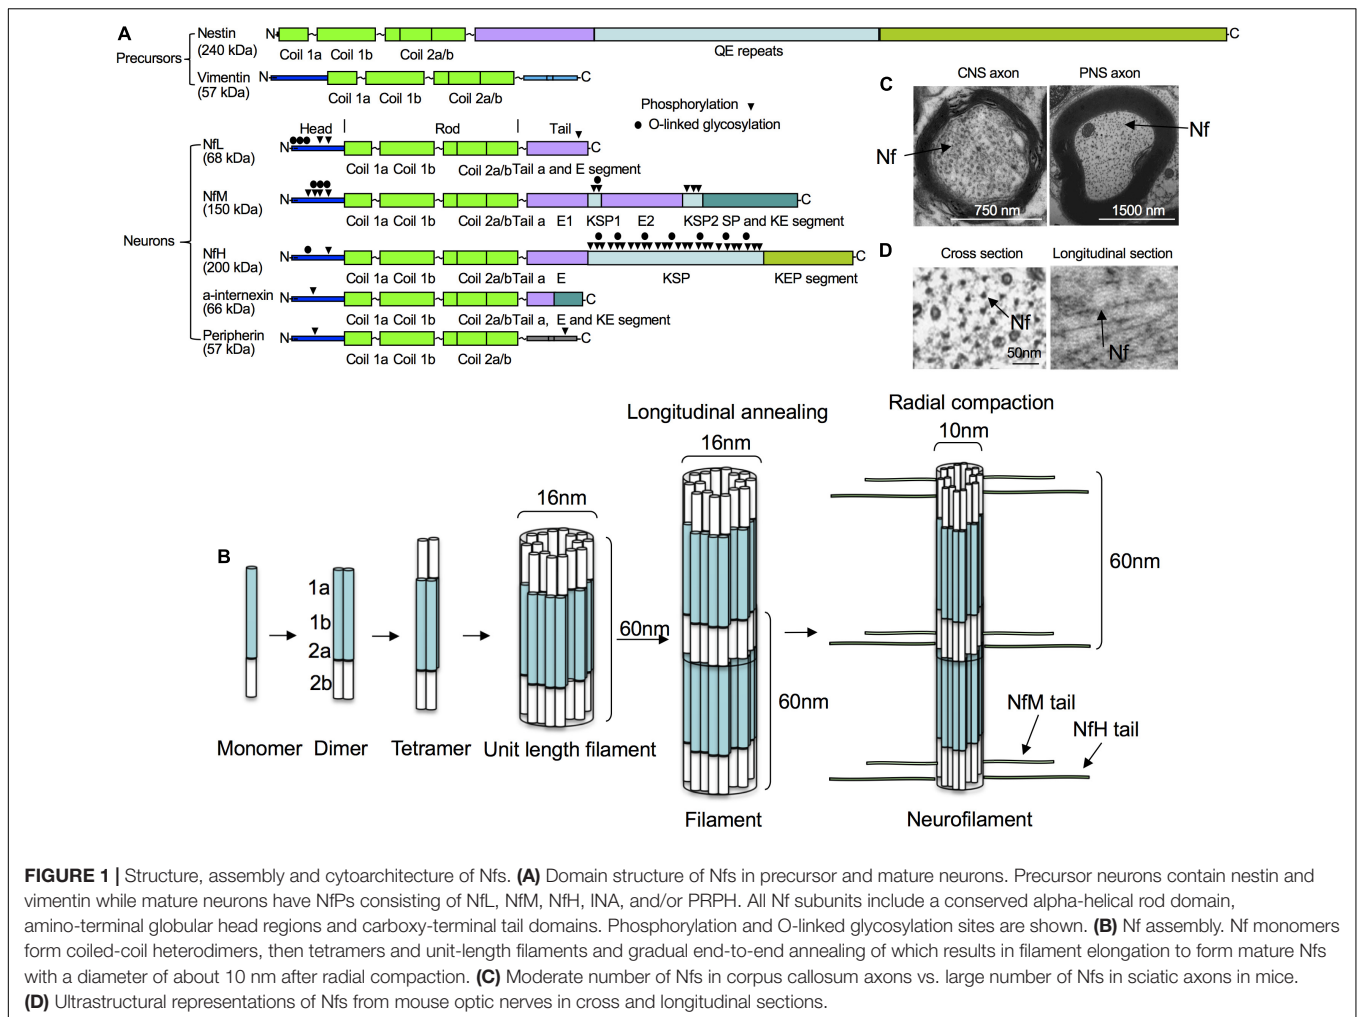 A
Precursors
Nestin
(240 kDa)
N
C
Coil 1a Coil 1b Coil 2a/b QE repeats
Vimentin
(57 kDa)
N
C
Coil 1a Coil 1b Coil 2a/b
Phosphorylation
O-linked glycosylation
Head Rod Tail
Neurons
NfL
(68 kDa)
N
C
Coil 1a Coil 1b Coil 2a/b Tail a and E segment
NfM
(150 kDa)
N
C
Coil 1a Coil 1b Coil 2a/b Tail a E1 KSP1 E2 KSP2 SP and KE segment
NfH
(200 kDa)
N
C
Coil 1a Coil 1b Coil 2a/b Tail a E KSP KEP segment
a-internexin
(66 kDa)
N
C
Coil 1a Coil 1b Coil 2a/b Tail a, E and KE segment
Peripherin
(57 kDa)
N
C
Coil 1a Coil 1b Coil 2a/b
C
CNS axon PNS axon
Nf
Nf
750 nm
1500 nm
D
Cross section Longitudinal section
Nf
50nm
Nf
B
1a
1b
2a
2b
Monomer Dimer Tetramer
16nm
60nm
Unit length filament
Longitudinal annealing
16nm
60nm
Filament
Radial compaction
10nm
60nm
NfM tail
NfH tail
Neurofilament
FIGURE 1 | Structure, assembly and cytoarchitecture of Nfs. (A) Domain structure of Nfs in precursor and mature neurons. Precursor neurons contain nestin and
vimentin while mature neurons have NfPs consisting of NfL, NfM, NfH, INA, and/or PRPH. All Nf subunits include a conserved alpha-helical rod domain,
amino-terminal globular head regions and carboxy-terminal tail domains. Phosphorylation and O-linked glycosylation sites are shown. (B) Nf assembly. Nf monomers
form coiled-coil heterodimers, then tetramers and unit-length filaments and gradual end-to-end annealing of which results in filament elongation to form mature Nfs
with a diameter of about 10 nm after radial compaction. (C) Moderate number of Nfs in corpus callosum axons vs. large number of Nfs in sciatic axons in mice.
(D) Ultrastructural representations of Nfs from mouse optic nerves in cross and longitudinal sections.